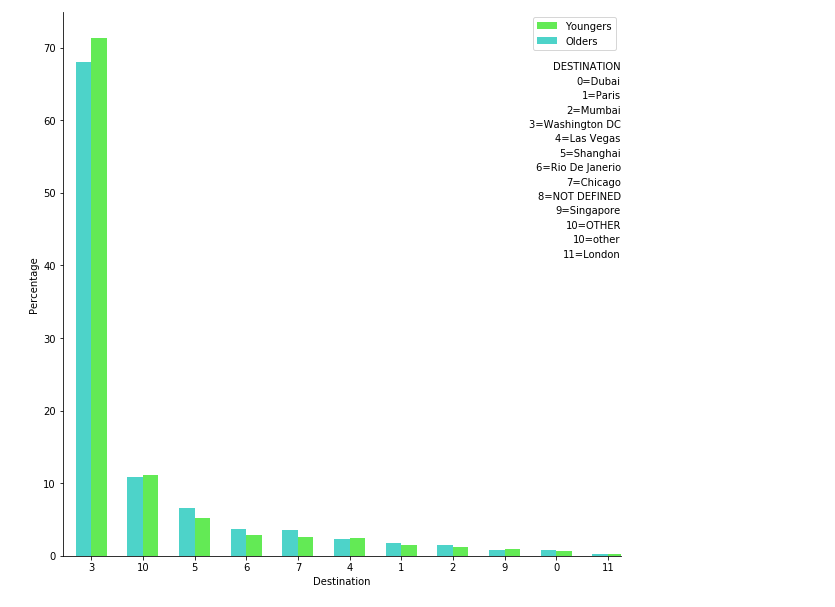 Youngers
Olders
DESTINATION
0=Dubai
1=Paris
2=Mumbai
3=Washington DC
4=Las Vegas
5=Shanghai
6=Rio De Janerio
7=Chicago
8=NOT DEFINED
9=Singapore
10=OTHER
10=other
11=London
Percentage
70
60
50
40
30
20
10
0
3 10 5 6 7 4 1 2 9 0 11
Destination